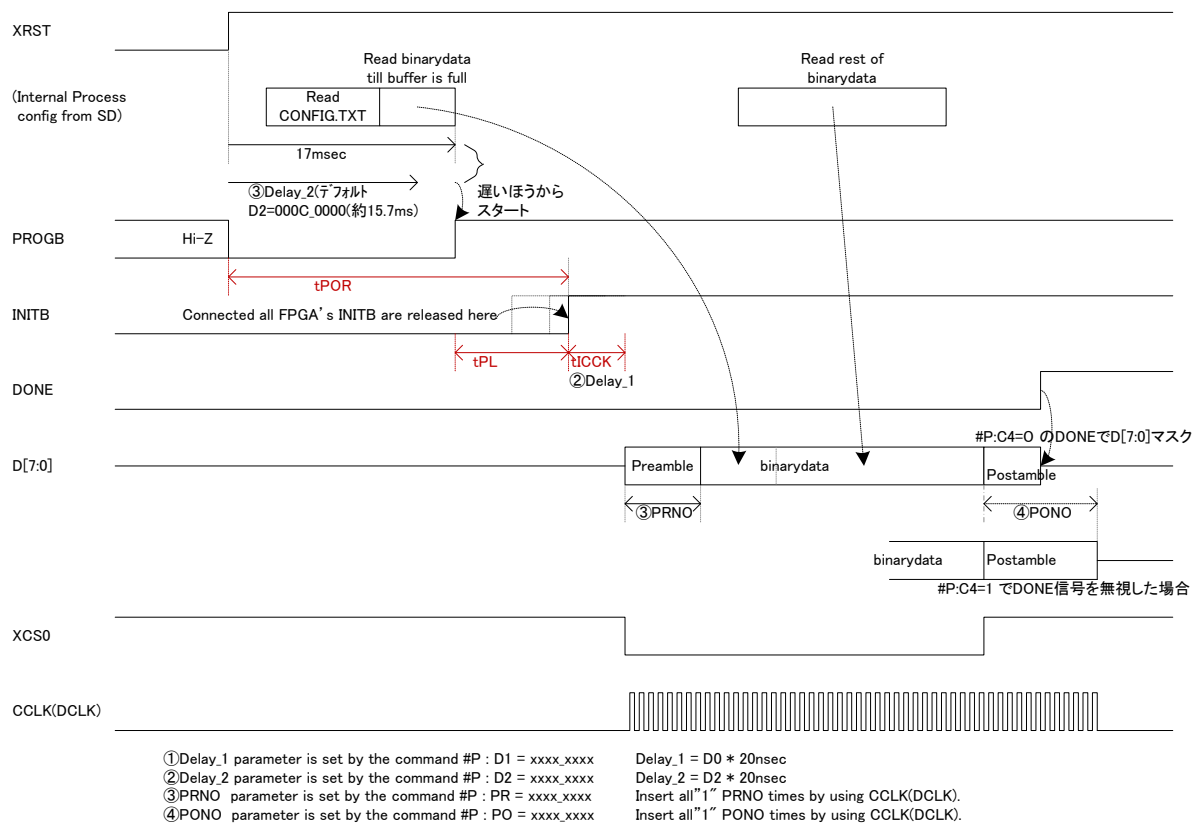 XRST
Read binarydata
till buffer is full
Read rest of
binarydata
(Internal Process
config from SD)
Read
CONFIG.TXT
17msec
③Delay_2(デフォルト
D2=000C_0000(約15.7ms)
遅いほうから
スタート
PROGB
Hi-Z
tPOR
INITB
Connected all FPGA's INITB are released here
tPL
tICCK
②Delay_1
DONE
#P:C4=0 のDONEでD[7:0]マスク
D[7:0]
Preamble
binarydata
Postamble
③PRNO
④PONO
binarydata
Postamble
#P:C4=1 でDONE信号を無視した場合
XCS0
CCLK(DCLK)
①Delay_1 parameter is set by the command #P : D1 = xxxx_xxxx Delay_1 = D0 * 20nsec
②Delay_2 parameter is set by the command #P : D2 = xxxx_xxxx Delay_2 = D2 * 20nsec
③PRNO parameter is set by the command #P : PR = xxxx_xxxx Insert all"1" PRNO times by using CCLK(DCLK).
④PONO parameter is set by the command #P : PO = xxxx_xxxx Insert all"1" PONO times by using CCLK(DCLK).